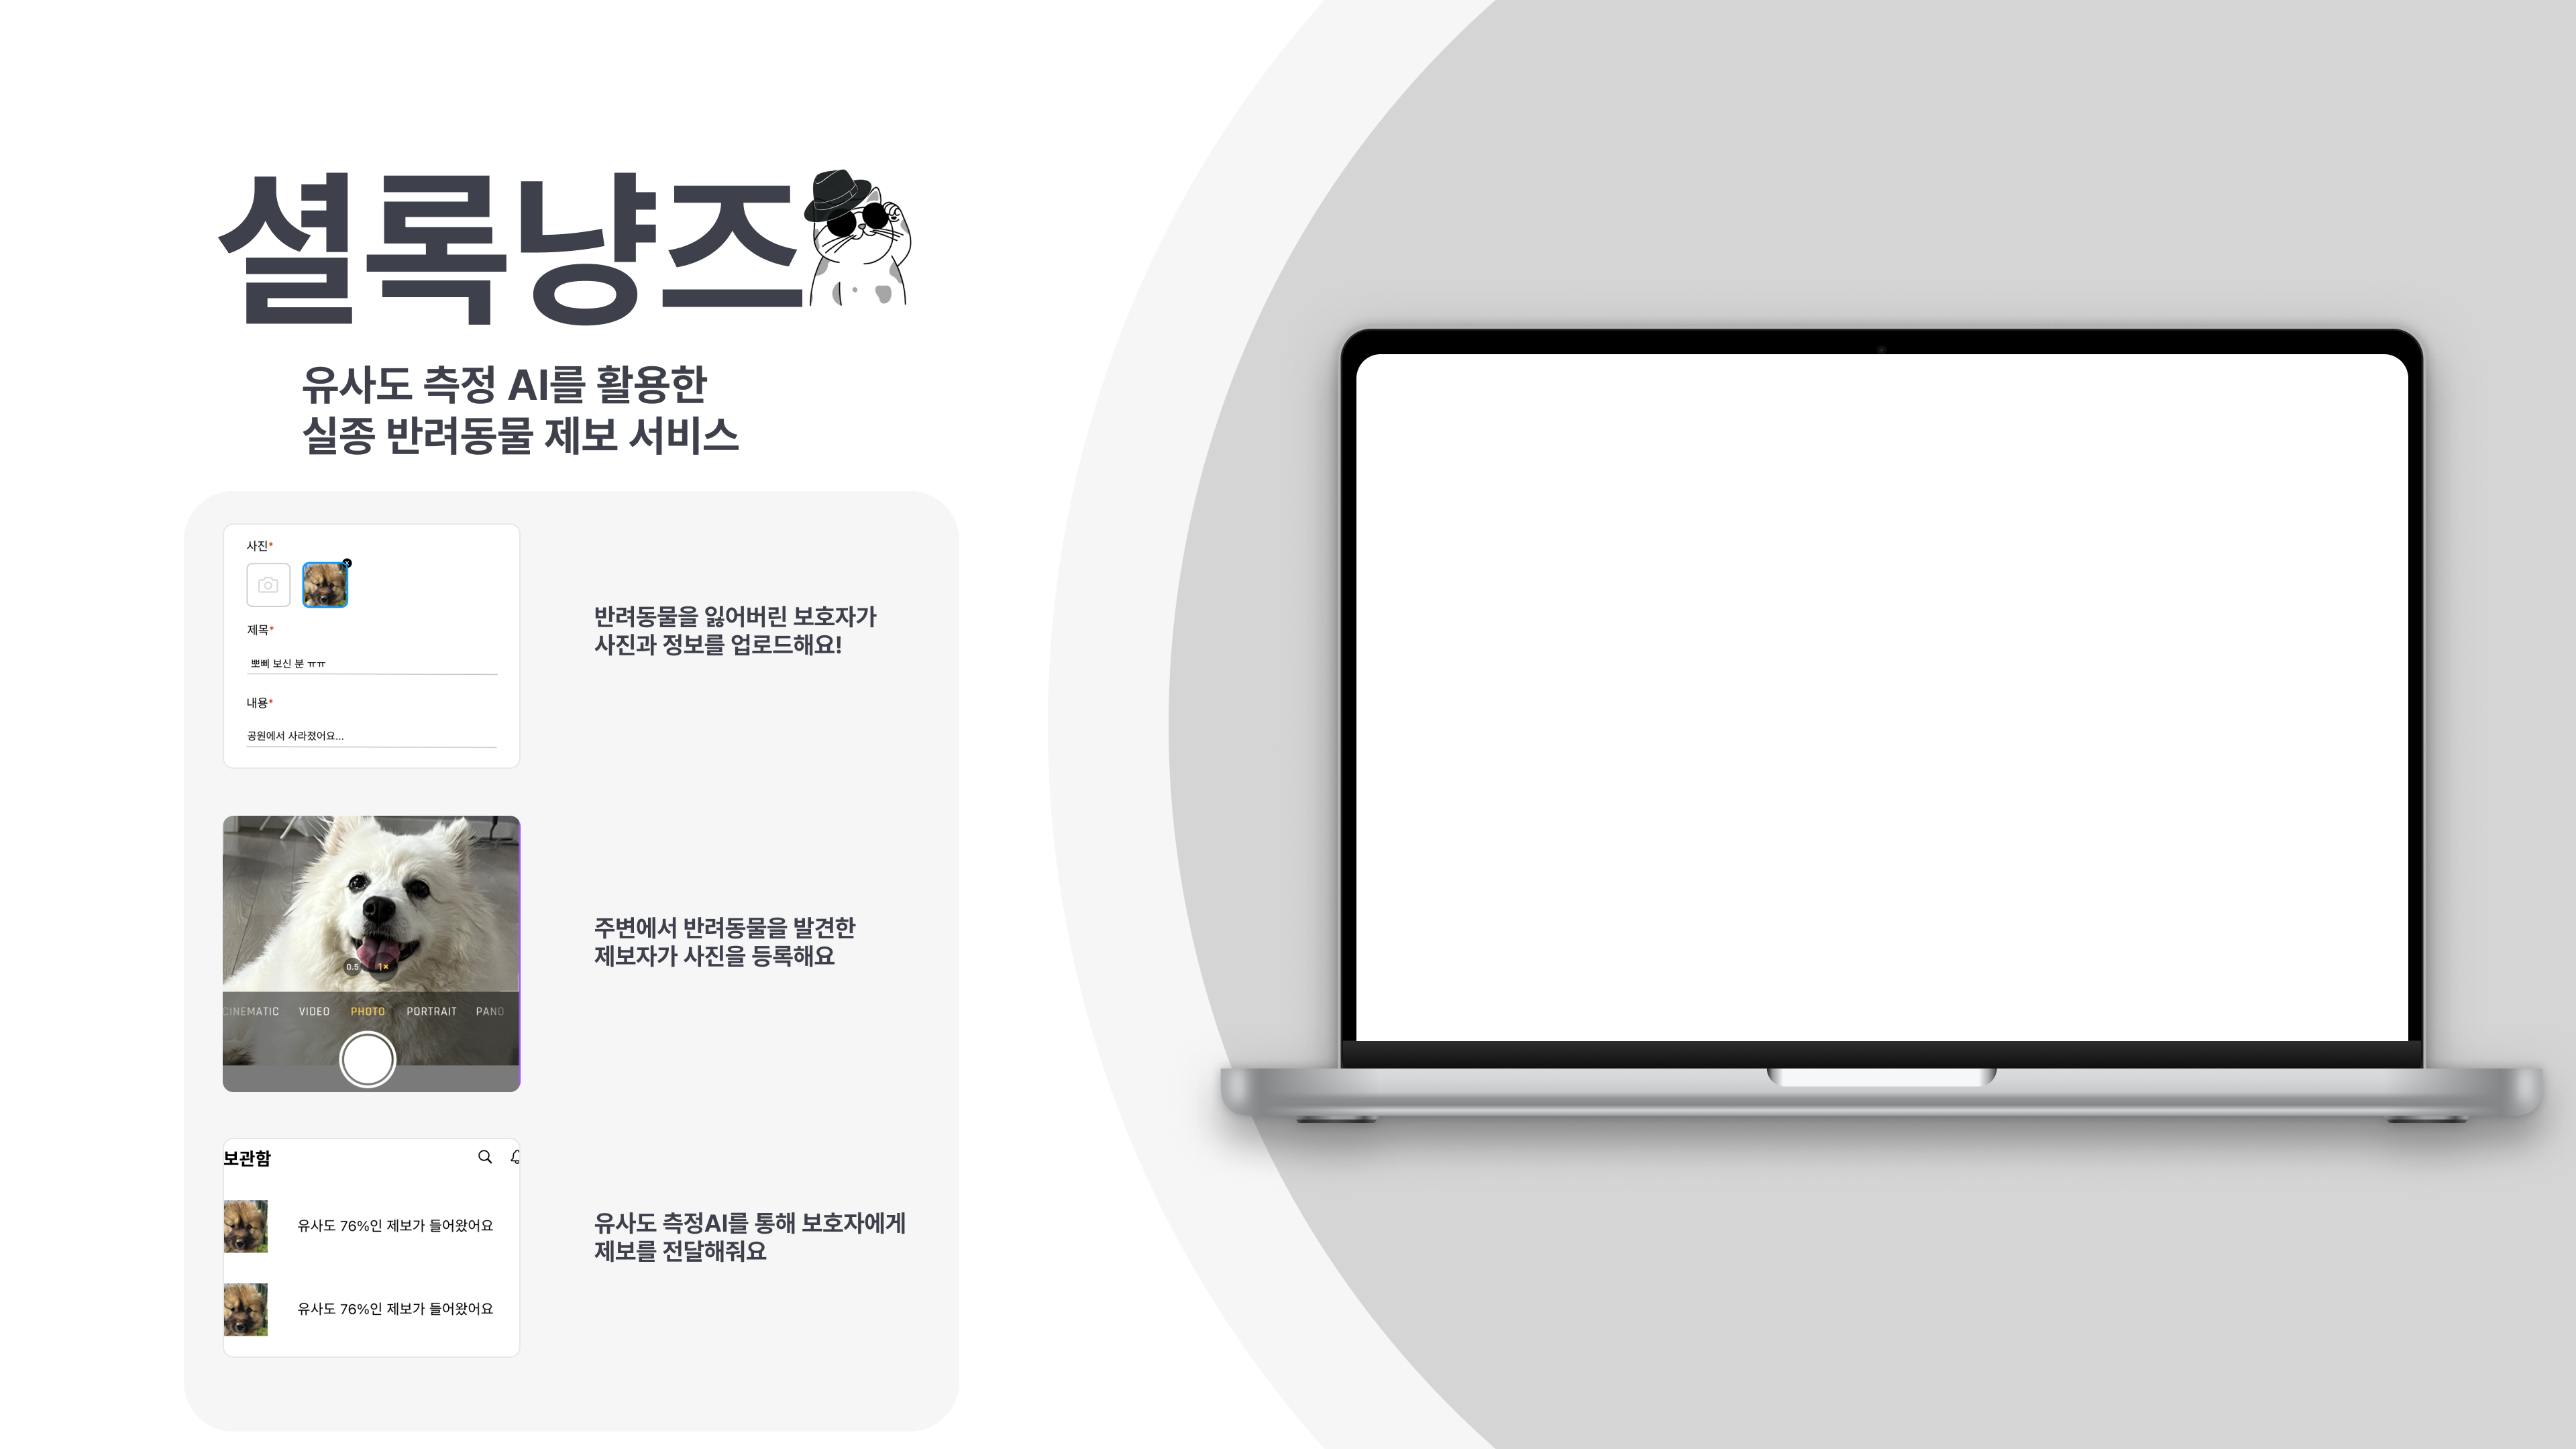 셜록냥즈
유사도 측정 AI를 활용한
실종 반려동물 제보 서비스
사진*
제목*
뽀삐 보신 분 ㅠㅠ
내용*
공원에서 사라졌어요...
반려동물을 잃어버린 보호자가
사진과 정보를 업로드해요!
0.5 1×
CINEMATIC VIDEO PHOTO PORTRAIT PANO
주변에서 반려동물을 발견한
제보자가 사진을 등록해요
보관함
유사도 76%인 제보가 들어왔어요
유사도 76%인 제보가 들어왔어요
유사도 측정AI를 통해 보호자에게
제보를 전달해줘요